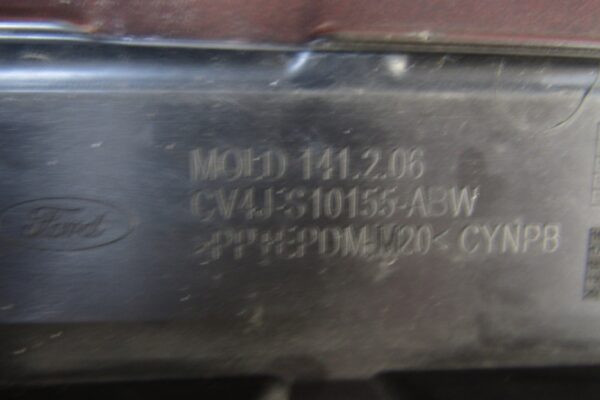 MOLD 141.2.06
CV4J-S10155-ABW
Ford
>PP+EPDM-M20< CYNPB